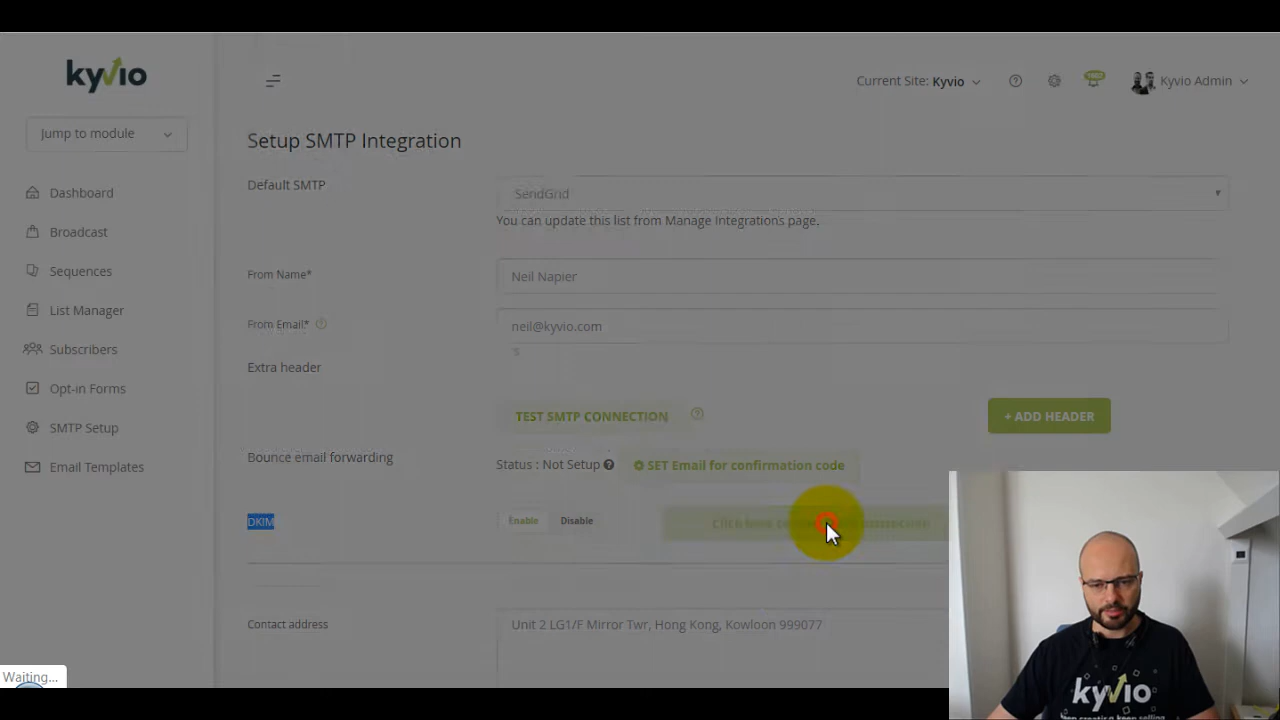 kyvio
Current Site: Kyvio
Kyvio Admin
Jump to module
Setup SMTP Integration
Default SMTP
SendGrid
Dashboard
You can update this list from Manage Integrations page.
Broadcast
Sequences
From Name*
Neil Napier
List Manager
From Email*
neil@kyvio.com
Subscribers
Extra header
Opt-in Forms
TEST SMTP CONNECTION
+ ADD HEADER
SMTP Setup
Bounce email forwarding
Status : Not Setup
SET Email for confirmation code
Email Templates
DKIM
Enable
Disable
Contact address
Unit 2 LG1/F Mirror Twr, Hong Kong, Kowloon 999077
Waiting...
kyvio
keep creating & keep selling